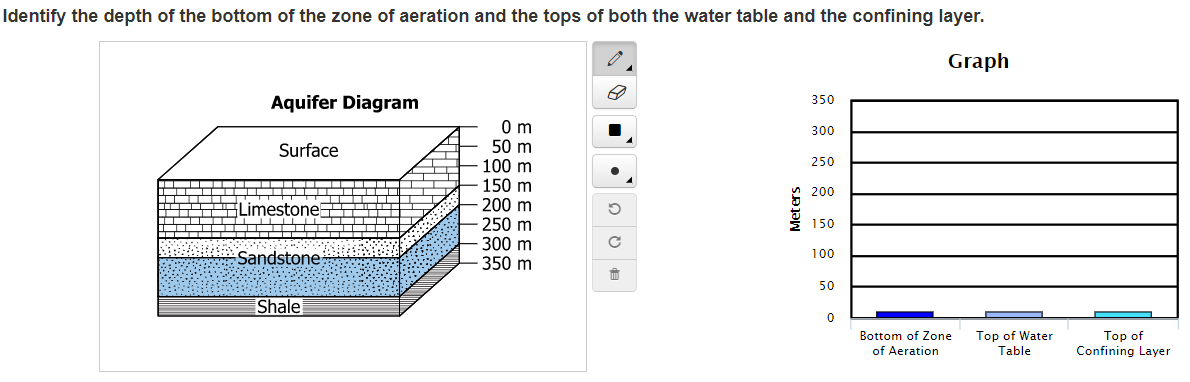 Identify the depth of the bottom of the zone of aeration and the tops of both the water table and the confining layer.
Aquifer Diagram
Surface
Limestone
Sandstone
Shale
0 m
50 m
100 m
150 m
200 m
250 m
300 m
350 m
Graph
Meters
350
300
250
200
150
100
50
0
Bottom of Zone
of Aeration
Top of Water
Table
Top of
Confining Layer